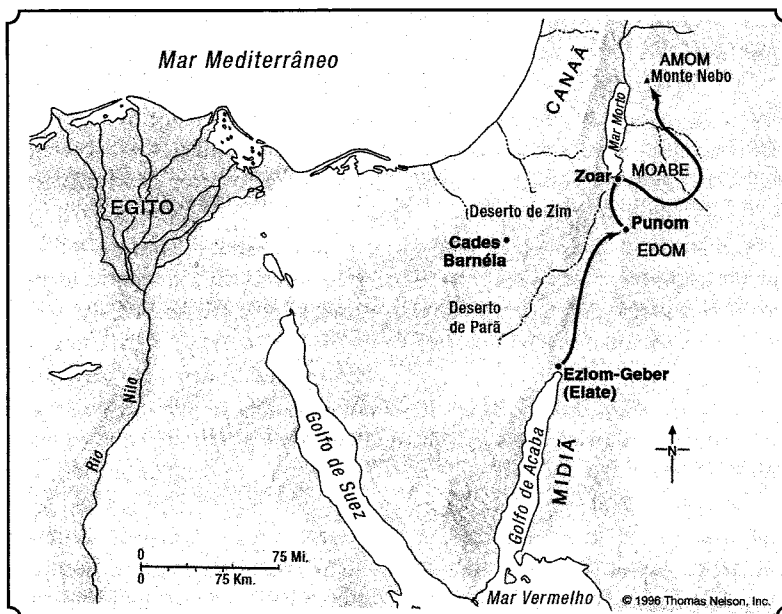 Mar Mediterrâneo
CANAÃ
AMOM
Monte Nebo
Mar Morto
EGITO
Zoar
MOABE
Deserto de Zim
Punom
Cades
Barnéla
EDOM
Deserto
de Parã
Ezlom-Geber
(Elate)
Rio Nilo
Golfo de Suez
Golfo de Acaba
MIDIÃ
N
0 75 Mi.
0 75 Km.
Mar Vermelho
© 1996 Thomas Nelson, Inc.